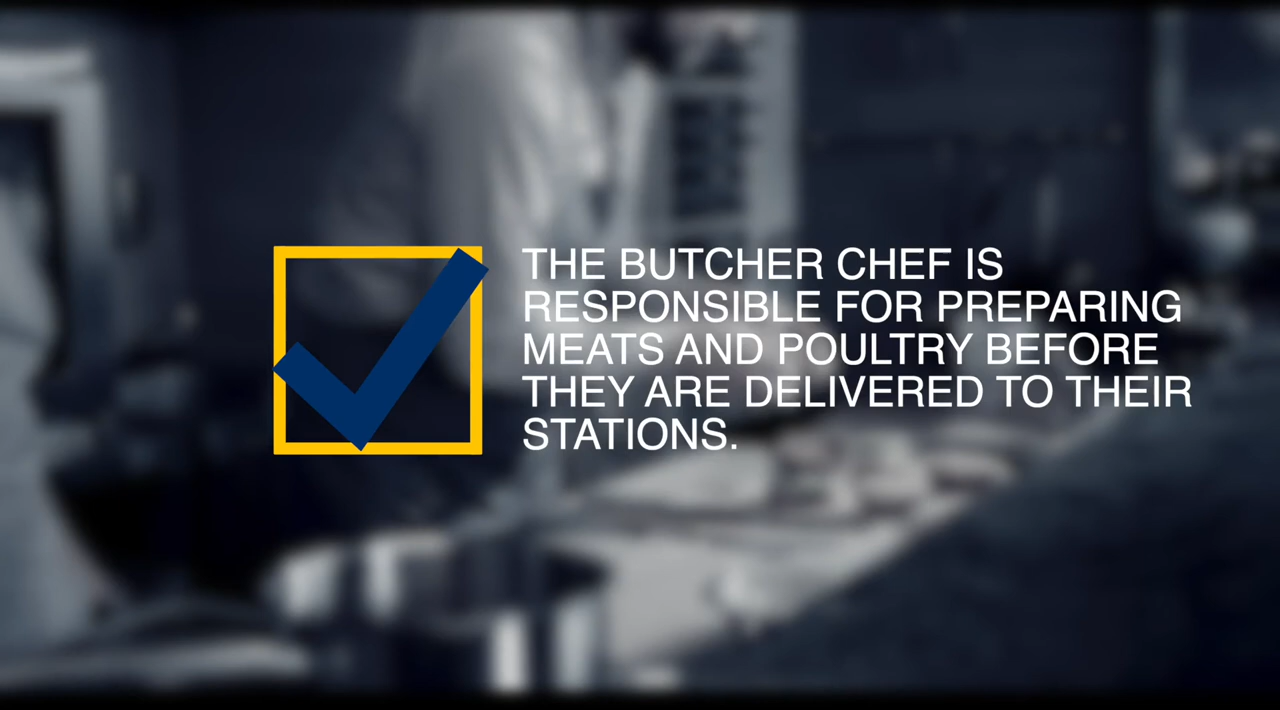 THE BUTCHER CHEF IS
RESPONSIBLE FOR PREPARING
MEATS AND POULTRY BEFORE
THEY ARE DELIVERED TO THEIR
STATIONS.